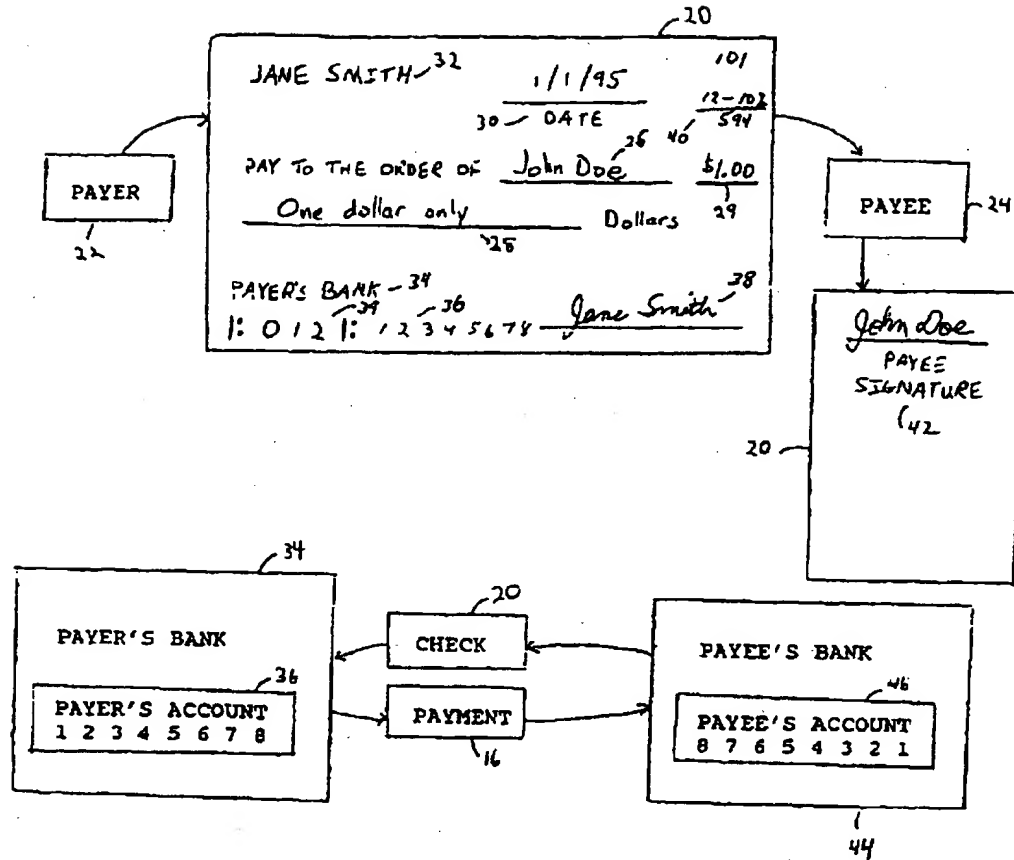 20
JANE SMITH 32
101
1/1/95
30 DATE
40
12-102
594
PAY TO THE ORDER OF John Doe 26 $1.00
29
One dollar only Dollars
28
PAYER'S BANK 34
39 36 38
|: 0 1 2 |: 1 2 3 4 5 6 7 8 Jane Smith
PAYER
22
PAYEE 24
John Doe
PAYEE
SIGNATURE
42
20
34
PAYER'S BANK
36
PAYER'S ACCOUNT
1 2 3 4 5 6 7 8
20
CHECK
PAYMENT
16
PAYEE'S BANK
46
PAYEE'S ACCOUNT
8 7 6 5 4 3 2 1
44